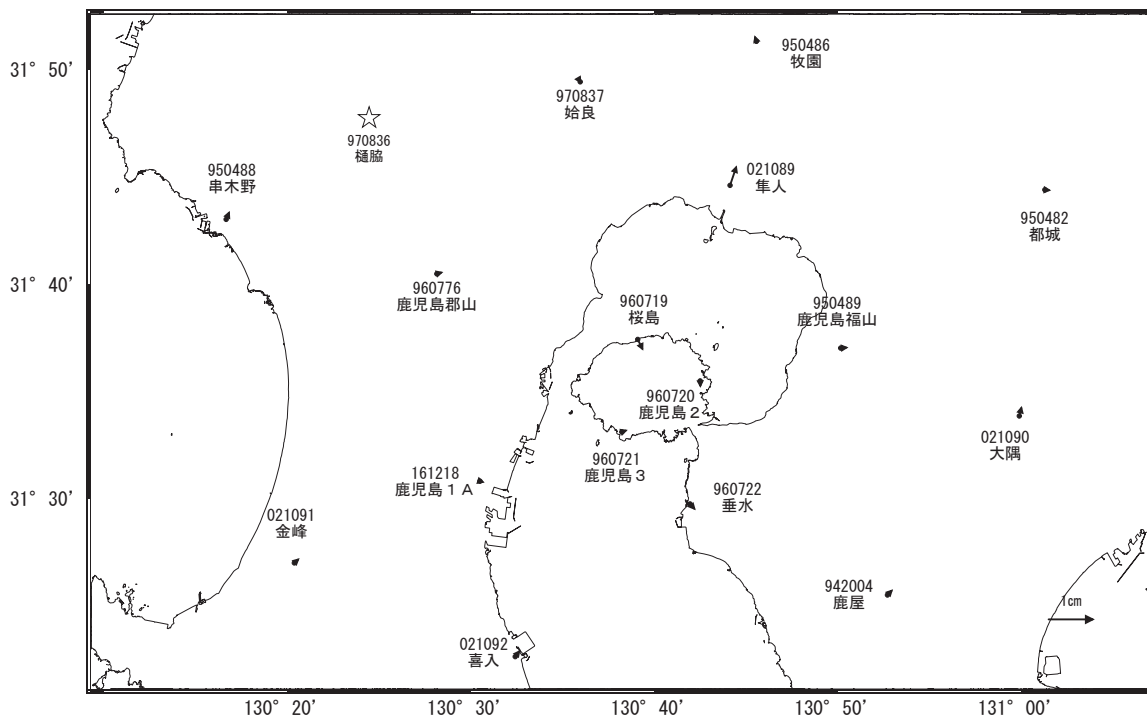 31° 50'
31° 40'
31° 30'
950486
牧園
970837
姶良
970836
樋脇
950488
串木野
021089
隼人
950482
都城
960776
鹿児島郡山
960719
桜島
950489
鹿児島福山
960720
鹿児島２
021090
大隅
960721
鹿児島３
161218
鹿児島１Ａ
960722
垂水
021091
金峰
942004
鹿屋
1cm
021092
喜入
130° 20'
130° 30'
130° 40'
130° 50'
131° 00'